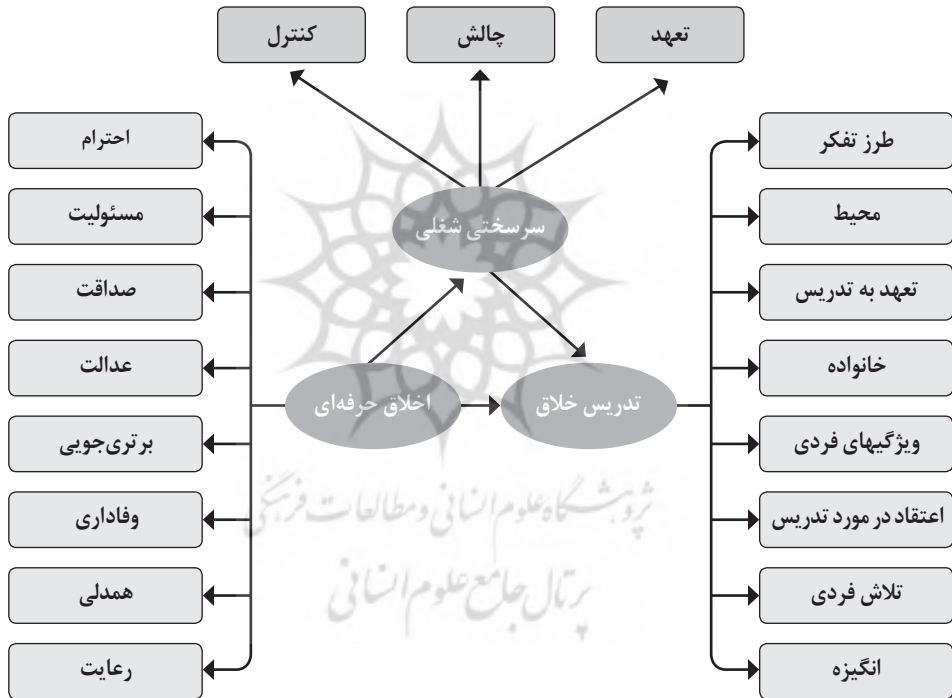 تعهد
چالش
کنترل
طرز تفکر
محیط
تعهد به تدریس
خانواده
ویژگیهای فردی
اعتقاد در مورد تدریس
تلاش فردی
انگیزه
سرسختی شغلی
تدریس خلاق
اخلاق حرفه‌ای
احترام
مسئولیت
صداقت
عدالت
برتری‌جویی
وفاداری
همدلی
رعایت
پژوهشگاه علوم انسانی و مطالعات فرهنگی
پرتال جامع علوم انسانی